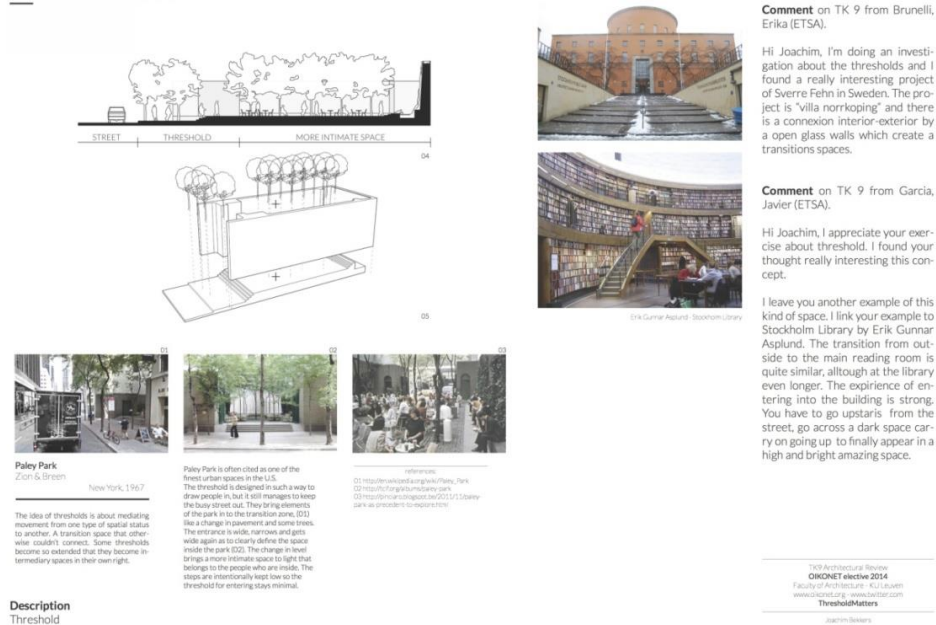 STREET
THRESHOLD
MORE INTIMATE SPACE
04
05
01
02
03
Paley Park
Zion & Breen
New York, 1967
The idea of thresholds is about mediating
movement from one type of spatial status
to another. A transition space that other-
wise couldn't connect. Some thresholds
become so extended that they become in-
termediary spaces in their own right.
Paley Park is often cited as one of the
finest urban spaces in the U.S.
The threshold is designed in such a way to
draw people in, but it still manages to keep
the busy street out. They bring elements
of the park in to the transition zone, (01)
like a change in pavement and some trees.
The entrance is wide, narrows and gets
wide again as to clearly define the space
inside the park (02). The change in level
brings a more intimate space to light that
belongs to the people who are inside. The
steps are intentionally kept low so the
threshold for entering stays minimal.
references:
01 http://en.wikipedia.org/wiki/Paley_Park
02 http://tclf.org/albums/paley-park
Description
Threshold
Erik Gunnar Asplund - Stockholm Library
Comment on TK 9 from Brunelli,
Erika (ETSA).
Hi Joachim, I'm doing an investi-
gation about the thresholds and I
found a really interesting project
of Sverre Fehn in Sweden. The pro-
ject is "villa norrkoping" and there
is a connexion interior-exterior by
a open glass walls which create a
transitions spaces.
Comment on TK 9 from Garcia,
Javier (ETSA).
Hi Joachim, I appreciate your exer-
cise about threshold. I found your
thought really interesting this con-
cept.
I leave you another example of this
kind of space. I link your example to
Stockholm Library by Erik Gunnar
Asplund. The transition from out-
side to the main reading room is
quite similar, alltough at the library
even longer. The expirience of en-
tering into the building is strong.
You have to go upstaris from the
street, go across a dark space car-
ry on going up to finally appear in a
high and bright amazing space.
TK9 Architectural Review
OIKONET elective 2014
Faculty of Architecture - KU Leuven
www.oikonet.org - www.twitter.com
ThresholdMatters
Joachim Bekkers